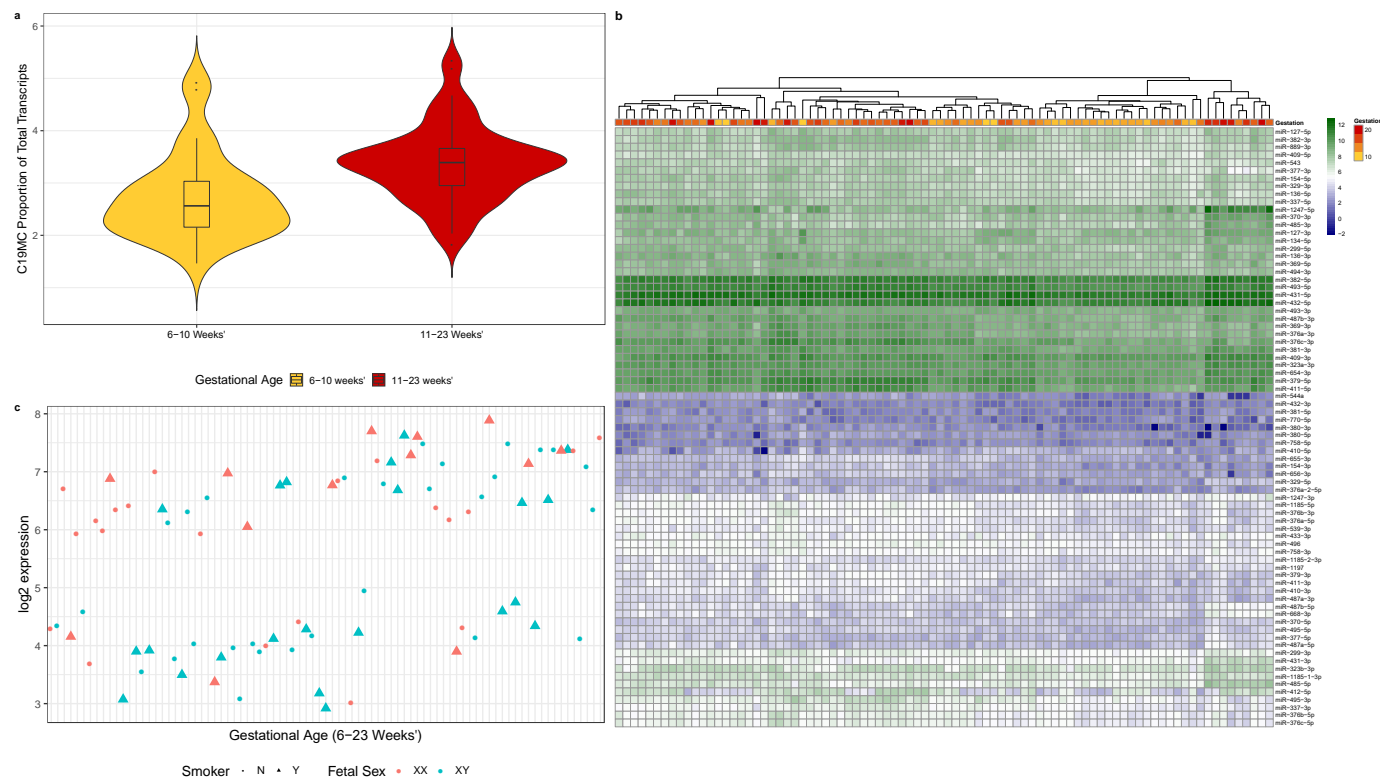 a
C19MC Proportion of Total Transcripts
6
4
2
6−10 Weeks'
11−23 Weeks'
Gestational Age
6−10 weeks'
11−23 weeks'
b
Gestation
miR−127−5p
miR−382−3p
miR−889−3p
miR−409−5p
miR−543
miR−377−3p
miR−154−5p
miR−329−3p
miR−136−5p
miR−337−5p
miR−1247−5p
miR−370−3p
miR−485−3p
miR−127−3p
miR−134−5p
miR−299−5p
miR−136−3p
miR−369−5p
miR−494−3p
miR−382−5p
miR−493−5p
miR−431−5p
miR−432−5p
miR−493−3p
miR−487b−3p
miR−369−3p
miR−376a−3p
miR−376c−3p
miR−381−3p
miR−409−3p
miR−323a−3p
miR−654−3p
miR−379−5p
miR−411−5p
miR−544a
miR−432−3p
miR−381−5p
miR−770−5p
miR−380−3p
miR−380−5p
miR−758−5p
miR−410−5p
miR−655−3p
miR−154−3p
miR−656−3p
miR−329−5p
miR−376a−2−5p
miR−1247−3p
miR−1185−5p
miR−376b−3p
miR−376a−5p
miR−539−3p
miR−433−3p
miR−496
miR−758−3p
miR−1185−2−3p
miR−1197
miR−379−3p
miR−411−3p
miR−410−3p
miR−487a−3p
miR−487b−5p
miR−668−3p
miR−370−5p
miR−495−5p
miR−377−5p
miR−487a−5p
miR−299−3p
miR−431−3p
miR−323b−3p
miR−1185−1−3p
miR−485−5p
miR−412−5p
miR−495−3p
miR−337−3p
miR−376b−5p
miR−376c−5p
12
10
8
6
4
2
0
−2
Gestation
20
10
c
log2 expression
8
7
6
5
4
3
Gestational Age (6−23 Weeks')
Smoker N Y Fetal Sex XX XY